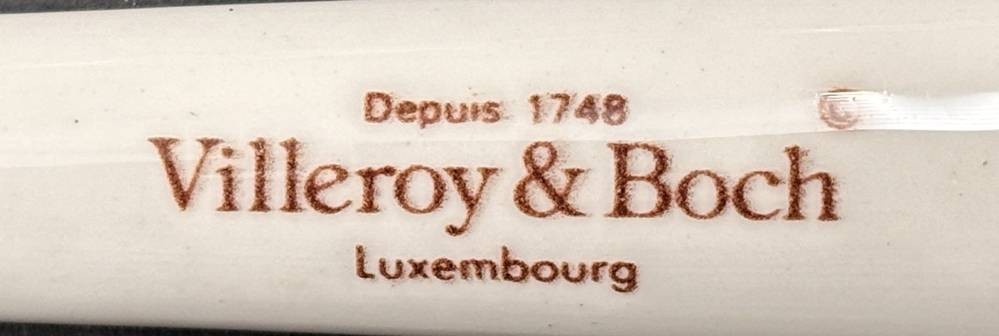 Depuis 1748
Villeroy & Boch
Luxembourg